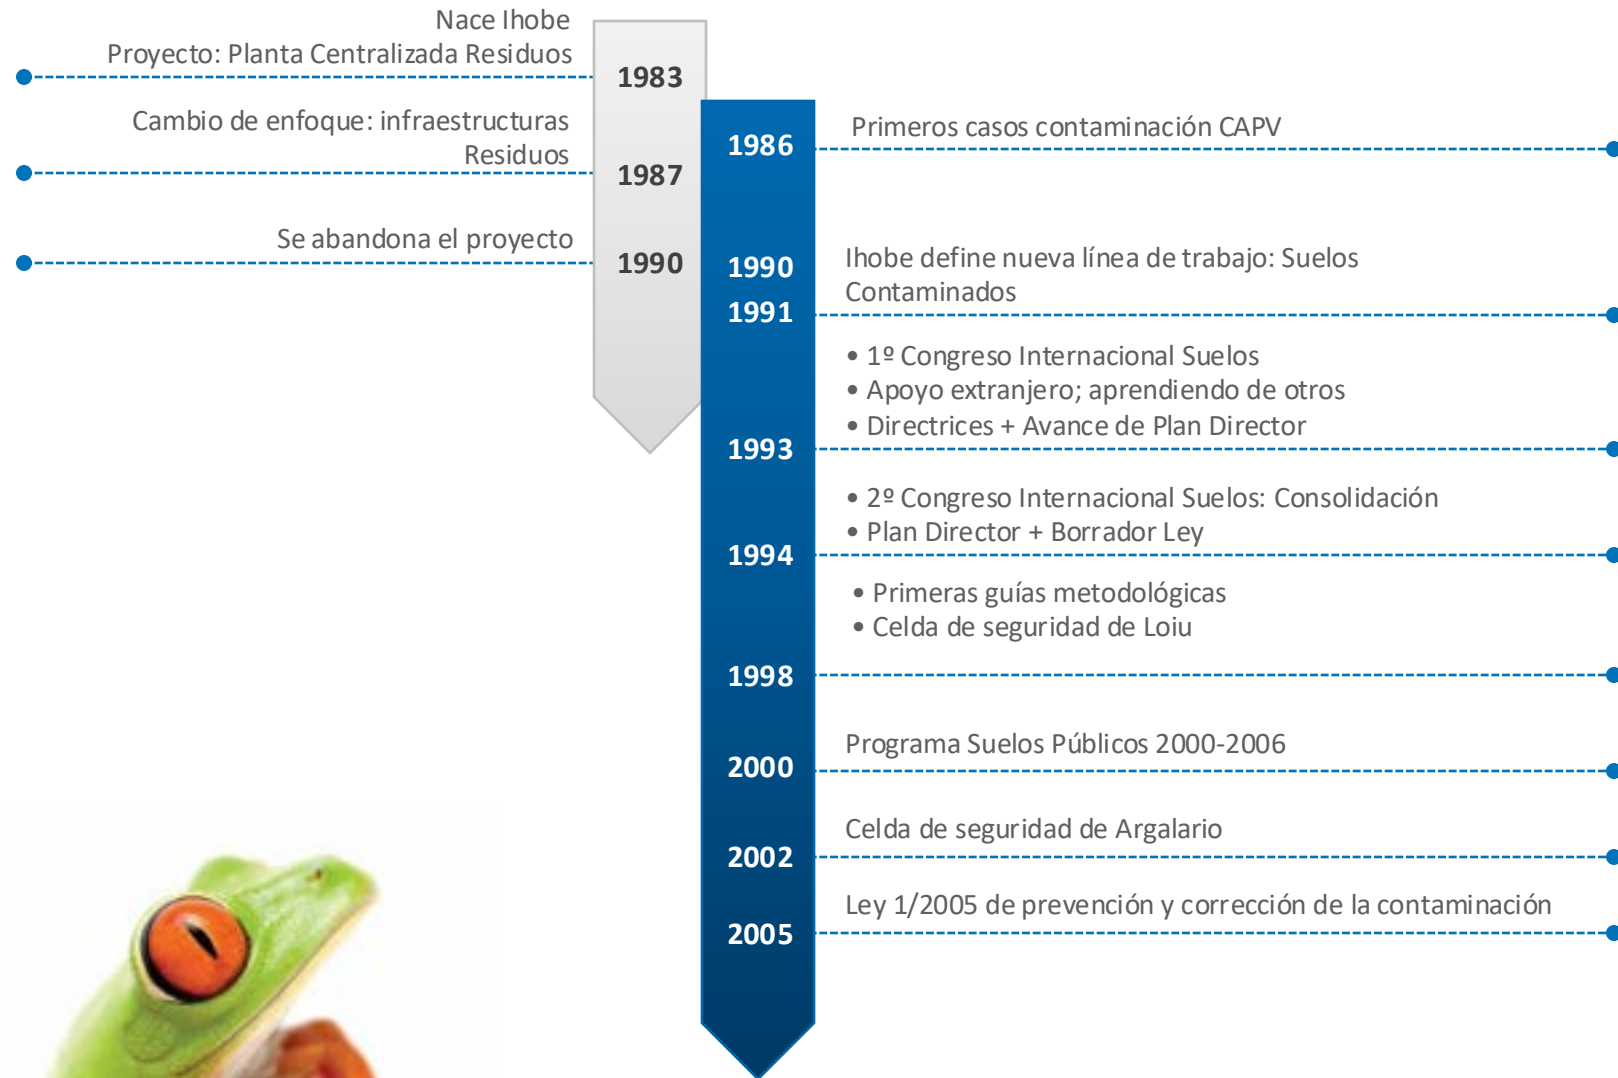 Nace Ihobe
Proyecto: Planta Centralizada Residuos
1983
Cambio de enfoque: infraestructuras
Residuos
1987
Se abandona el proyecto
1990
1986
Primeros casos contaminación CAPV
1990
Ihobe define nueva línea de trabajo: Suelos
Contaminados
1991
• 1º Congreso Internacional Suelos
• Apoyo extranjero; aprendiendo de otros
• Directrices + Avance de Plan Director
1993
• 2º Congreso Internacional Suelos: Consolidación
• Plan Director + Borrador Ley
1994
• Primeras guías metodológicas
• Celda de seguridad de Loiu
1998
Programa Suelos Públicos 2000-2006
2000
Celda de seguridad de Argalario
2002
Ley 1/2005 de prevención y corrección de la contaminación
2005